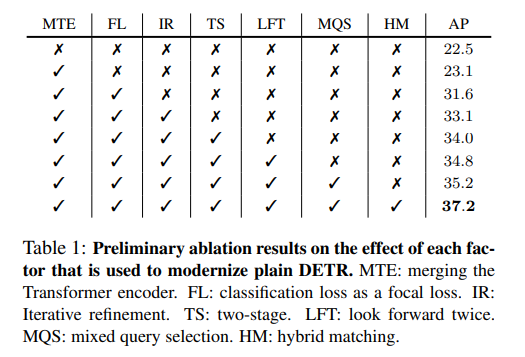 MTE FL IR TS LFT MQS HM AP
✗ ✗ ✗ ✗ ✗ ✗ ✗ 22.5
✓ ✗ ✗ ✗ ✗ ✗ ✗ 23.1
✓ ✓ ✗ ✗ ✗ ✗ ✗ 31.6
✓ ✓ ✓ ✗ ✗ ✗ ✗ 33.1
✓ ✓ ✓ ✓ ✗ ✗ ✗ 34.0
✓ ✓ ✓ ✓ ✓ ✗ ✗ 34.8
✓ ✓ ✓ ✓ ✓ ✓ ✗ 35.2
✓ ✓ ✓ ✓ ✓ ✓ ✓ 37.2
Table 1: Preliminary ablation results on the effect of each fac-
tor that is used to modernize plain DETR. MTE: merging the
Transformer encoder. FL: classification loss as a focal loss. IR:
Iterative refinement. TS: two-stage. LFT: look forward twice.
MQS: mixed query selection. HM: hybrid matching.